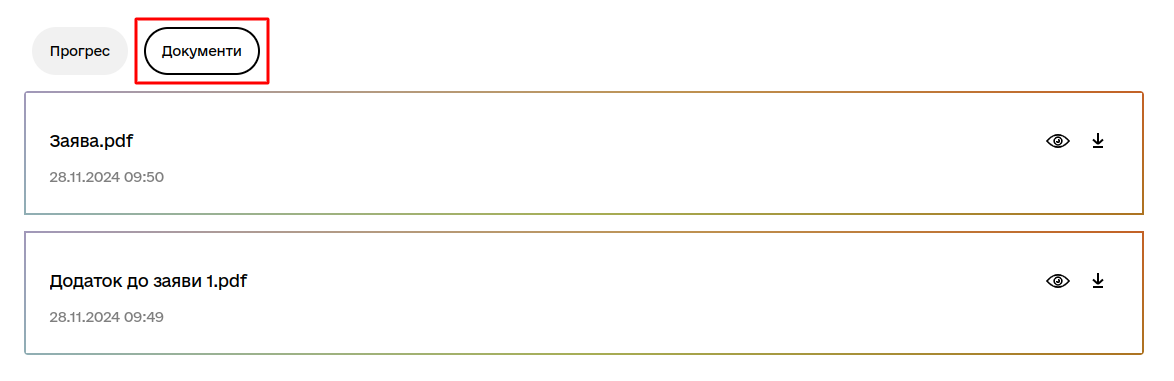 Прогрес
Документи
Заява.pdf
28.11.2024 09:50
Додаток до заяви 1.pdf
28.11.2024 09:49